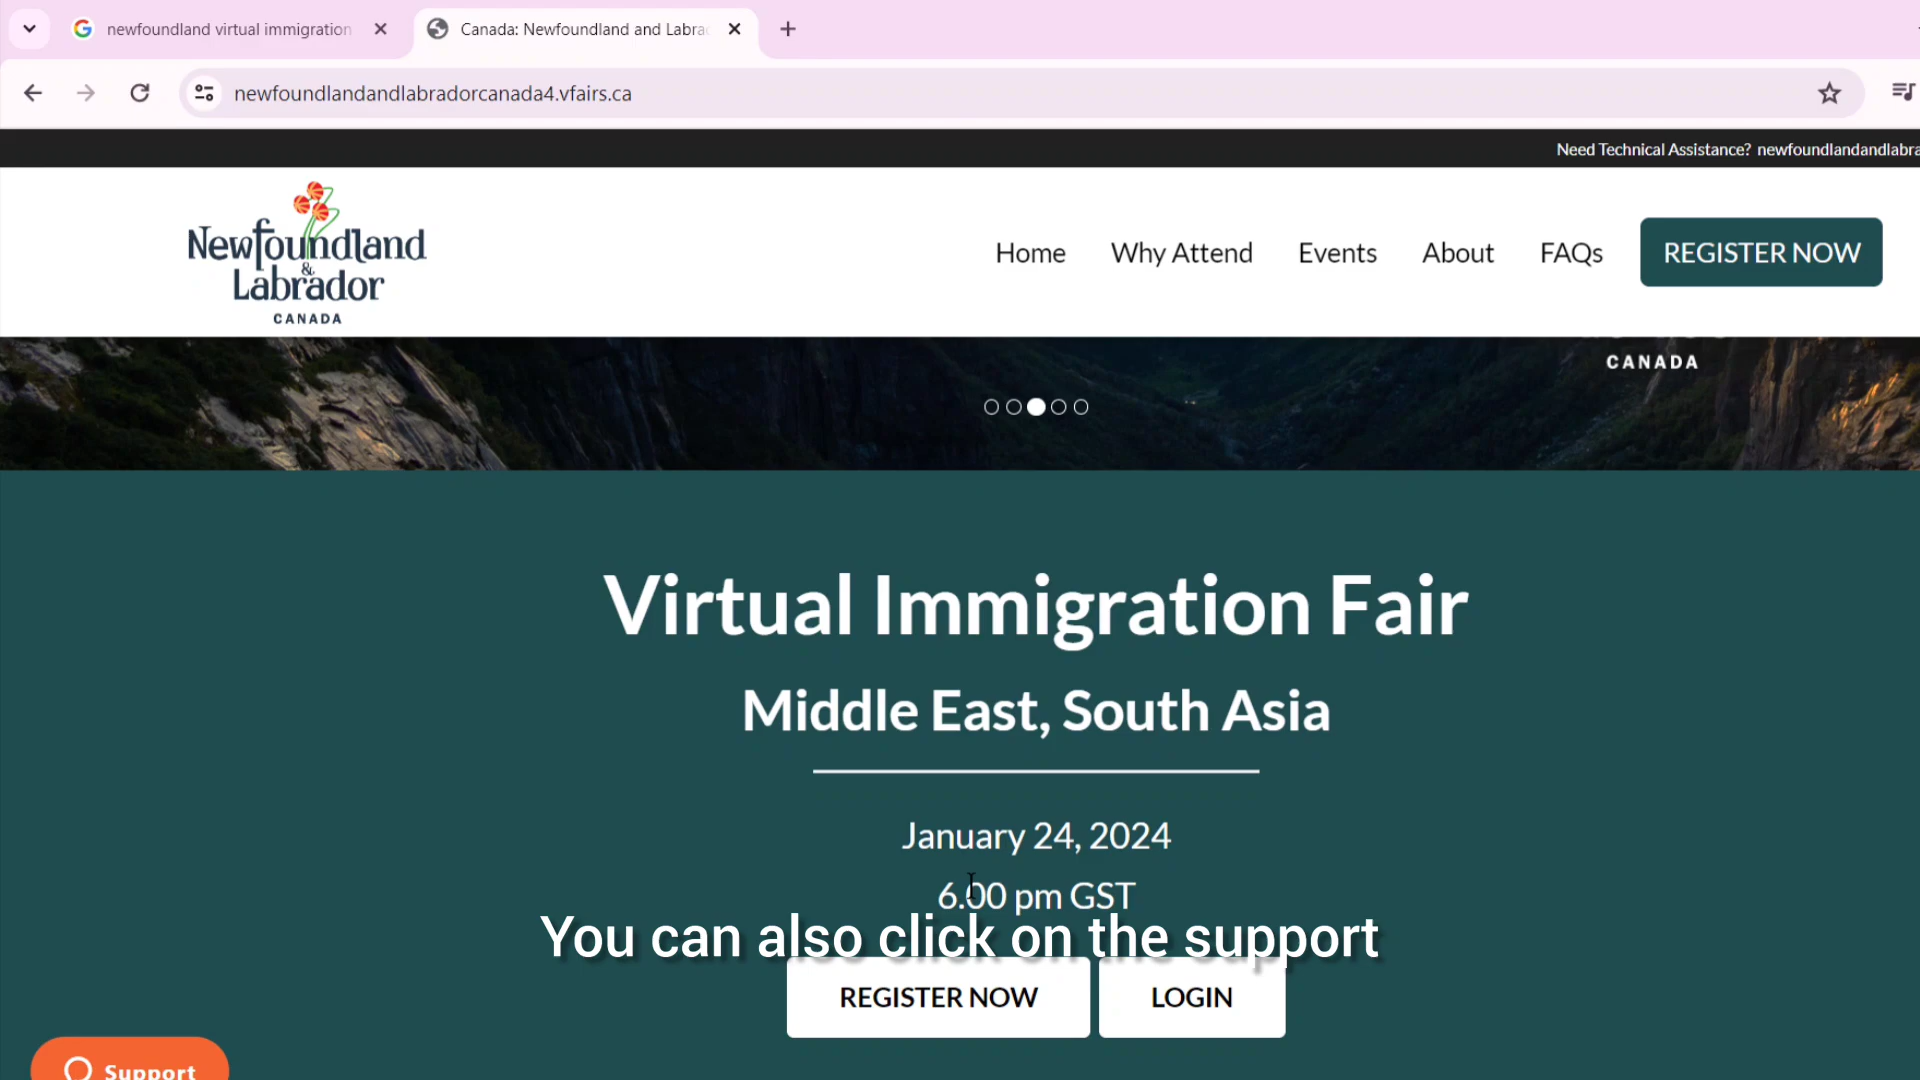 newfoundland virtual immigration
Canada: Newfoundland and Labra
newfoundlandandlabradorcanada4.vfairs.ca
Need Technical Assistance? newfoundlandandlabra
Newfoundland
&
Labrador
CANADA
Home
Why Attend
Events
About
FAQs
REGISTER NOW
CANADA
Virtual Immigration Fair
Middle East, South Asia
January 24, 2024
6.00 pm GST
You can also click on the support
REGISTER NOW
LOGIN
Support